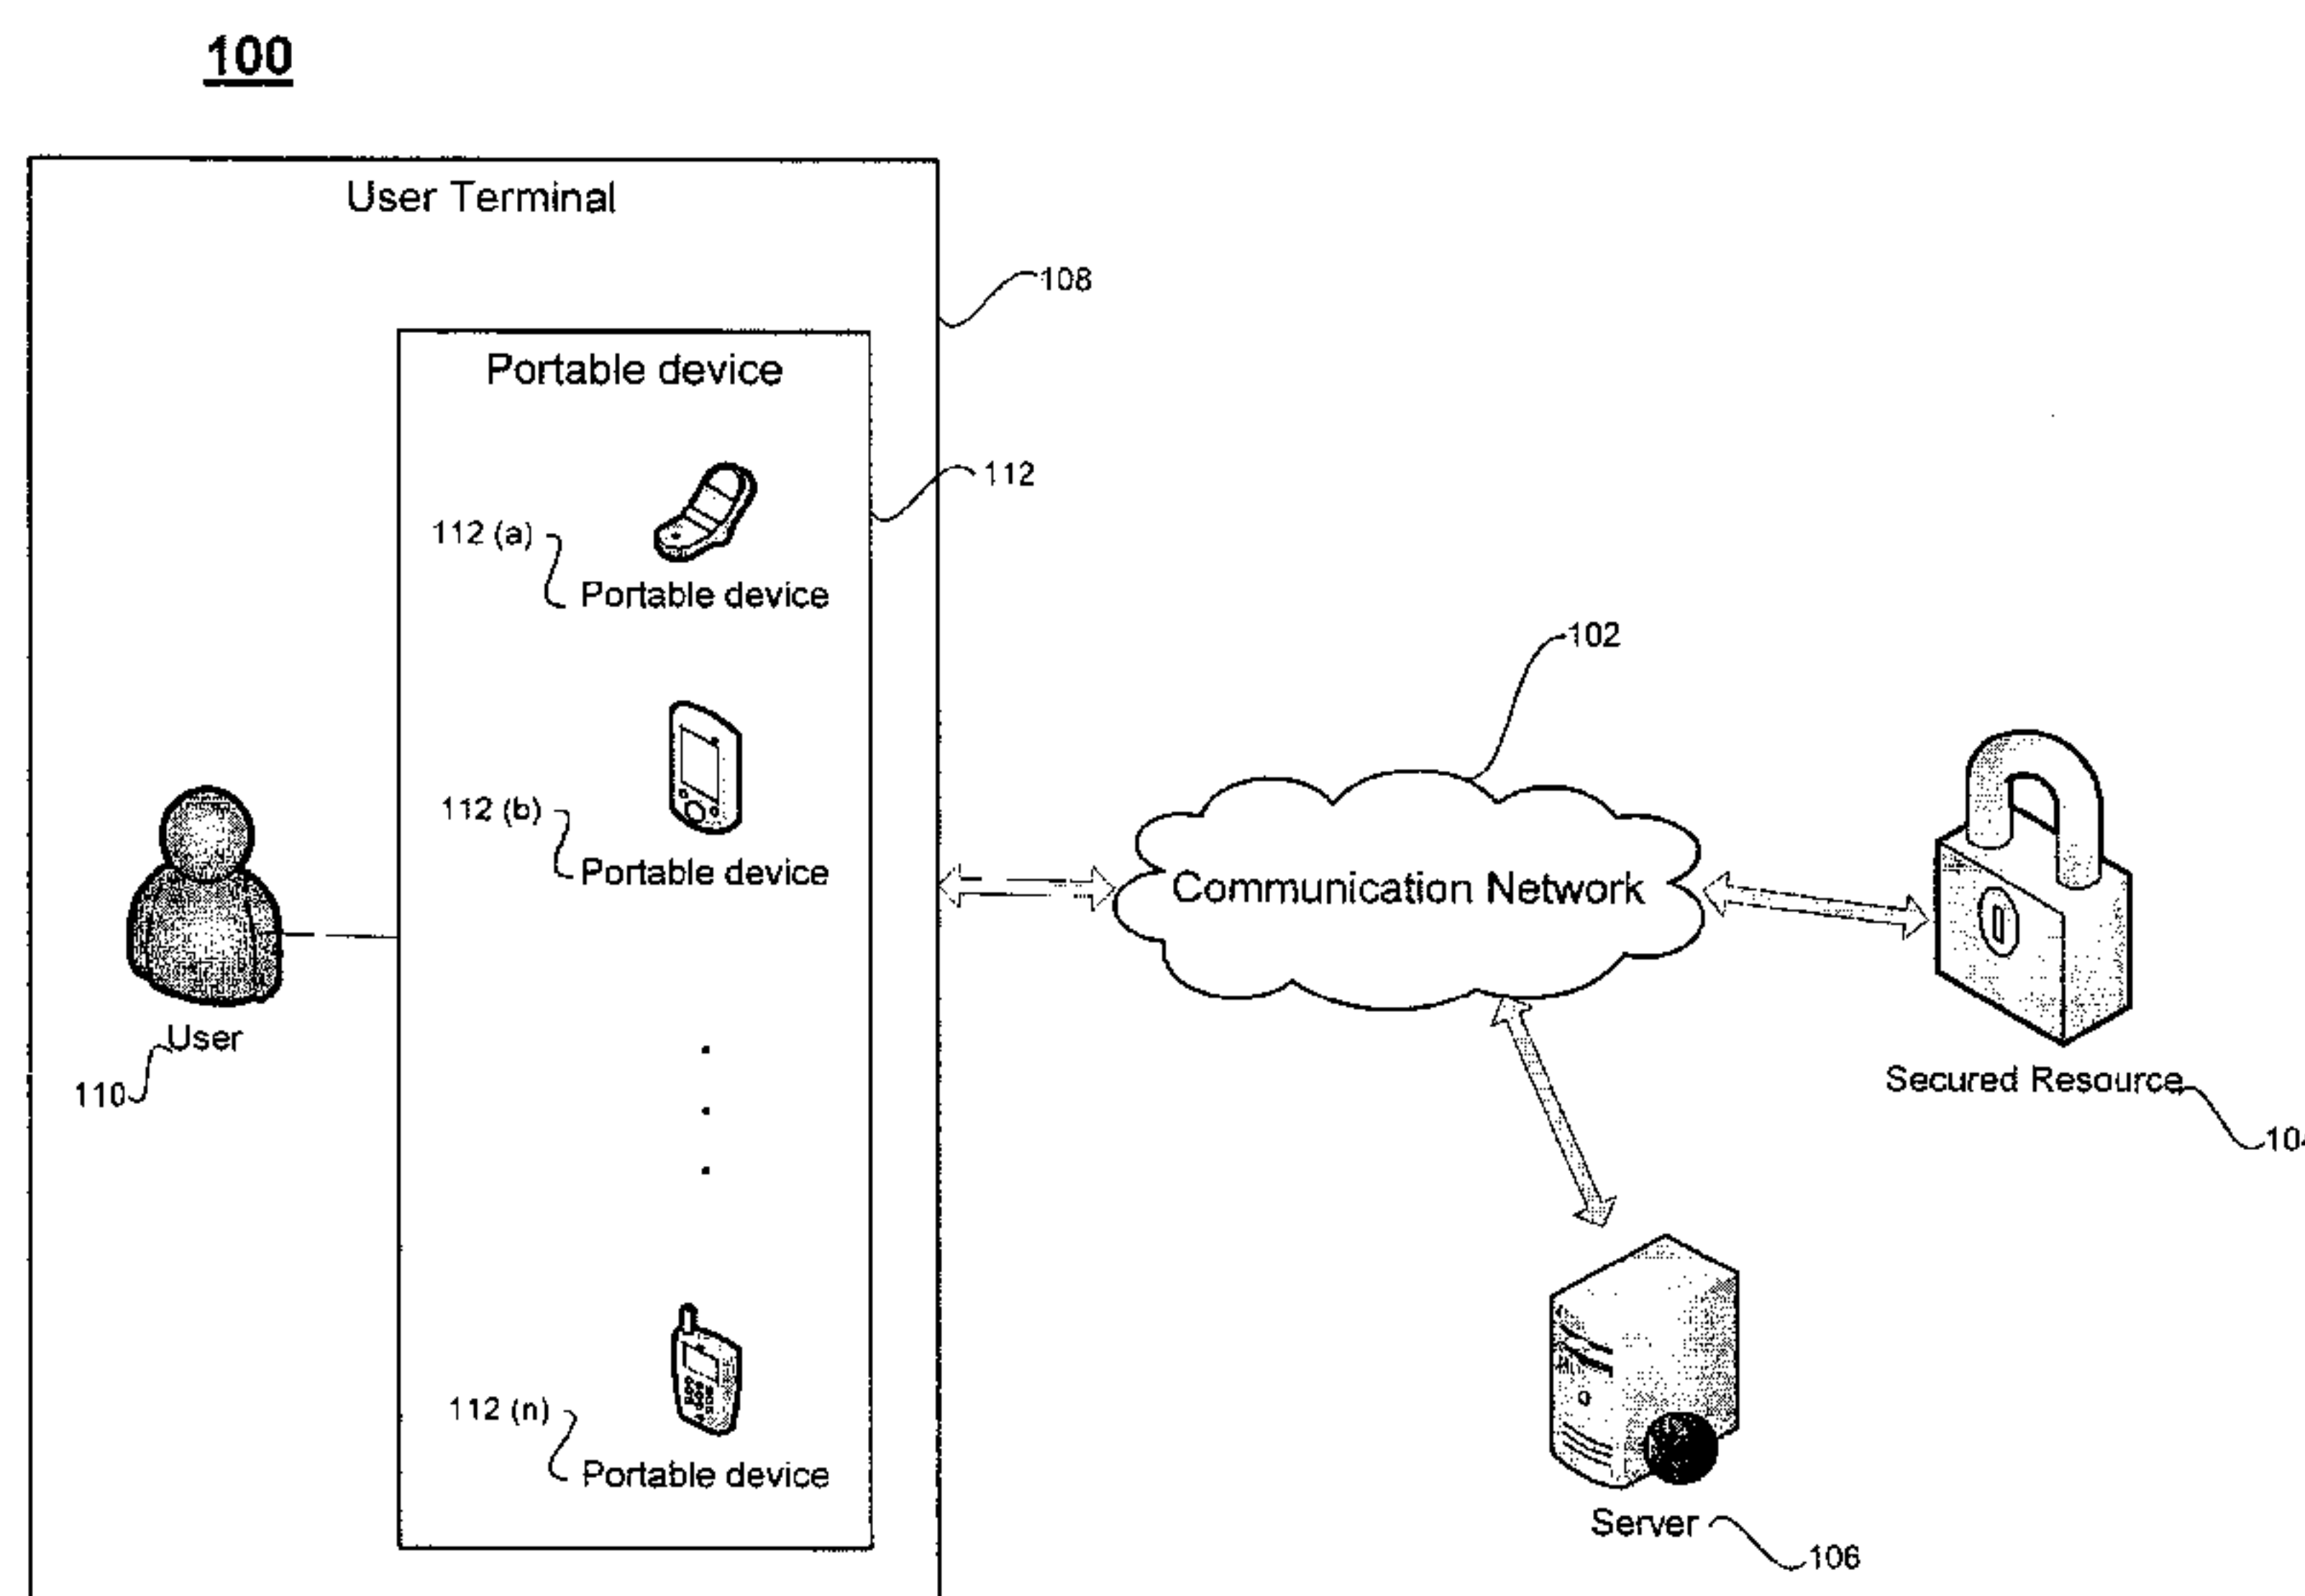 100
User Terminal
108
Portable device
112
112 (a)
Portable device
102
112 (b)
Portable device
Communication Network
User
110
Secured Resource
104
112 (n)
Portable device
Server
106